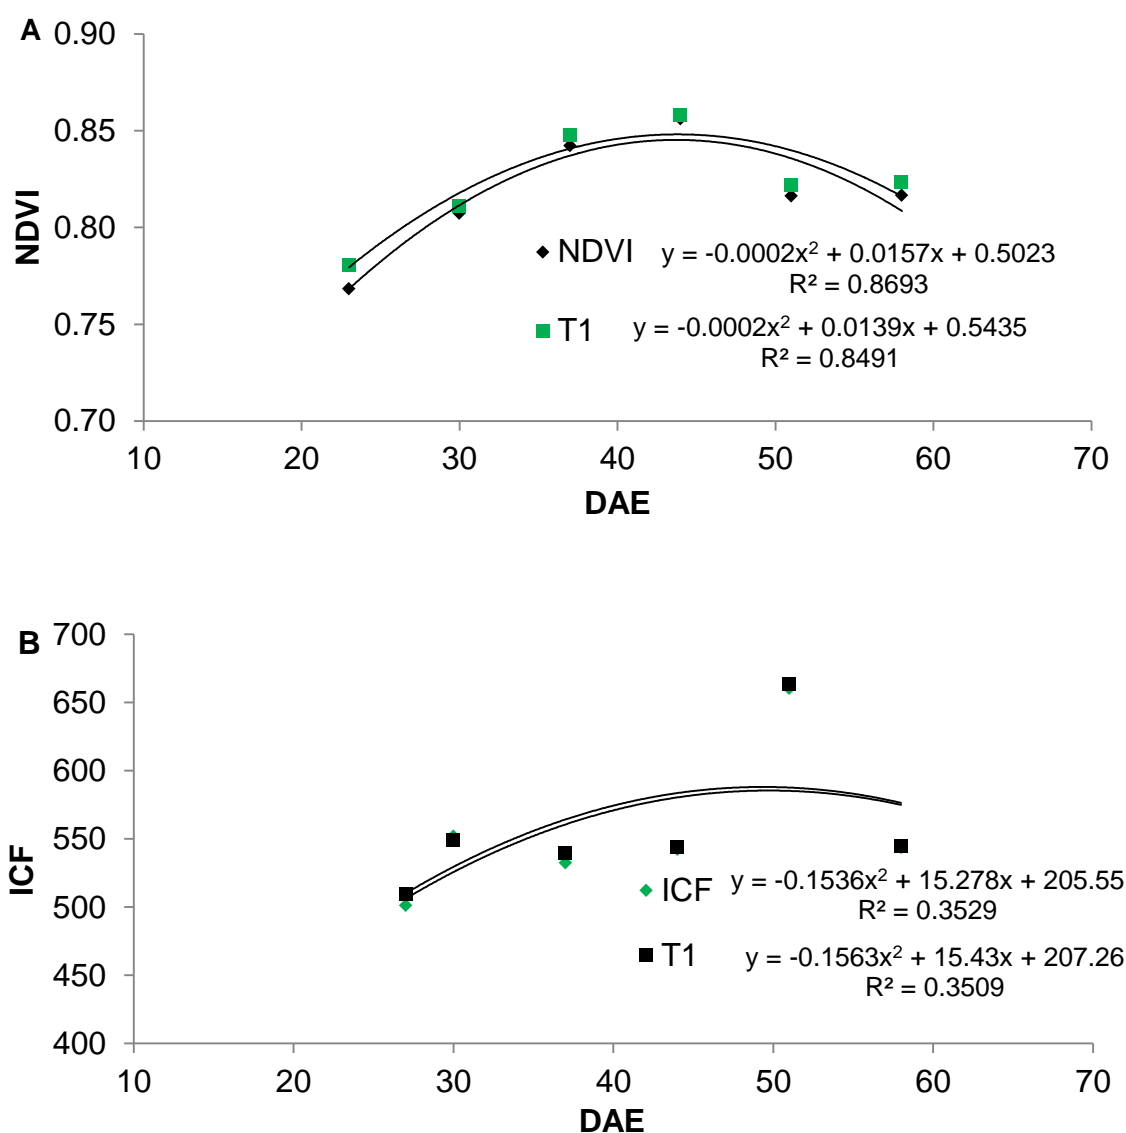 A
0.90
0.85
0.80
0.75
0.70
NDVI
NDVI y = -0.0002x² + 0.0157x + 0.5023
R² = 0.8693
T1 y = -0.0002x² + 0.0139x + 0.5435
R² = 0.8491
10 20 30 40 50 60 70
DAE
B
700
650
600
550
500
450
400
ICF
ICF y = -0.1536x² + 15.278x + 205.55
R² = 0.3529
T1 y = -0.1563x² + 15.43x + 207.26
R² = 0.3509
10 20 30 40 50 60 70
DAE